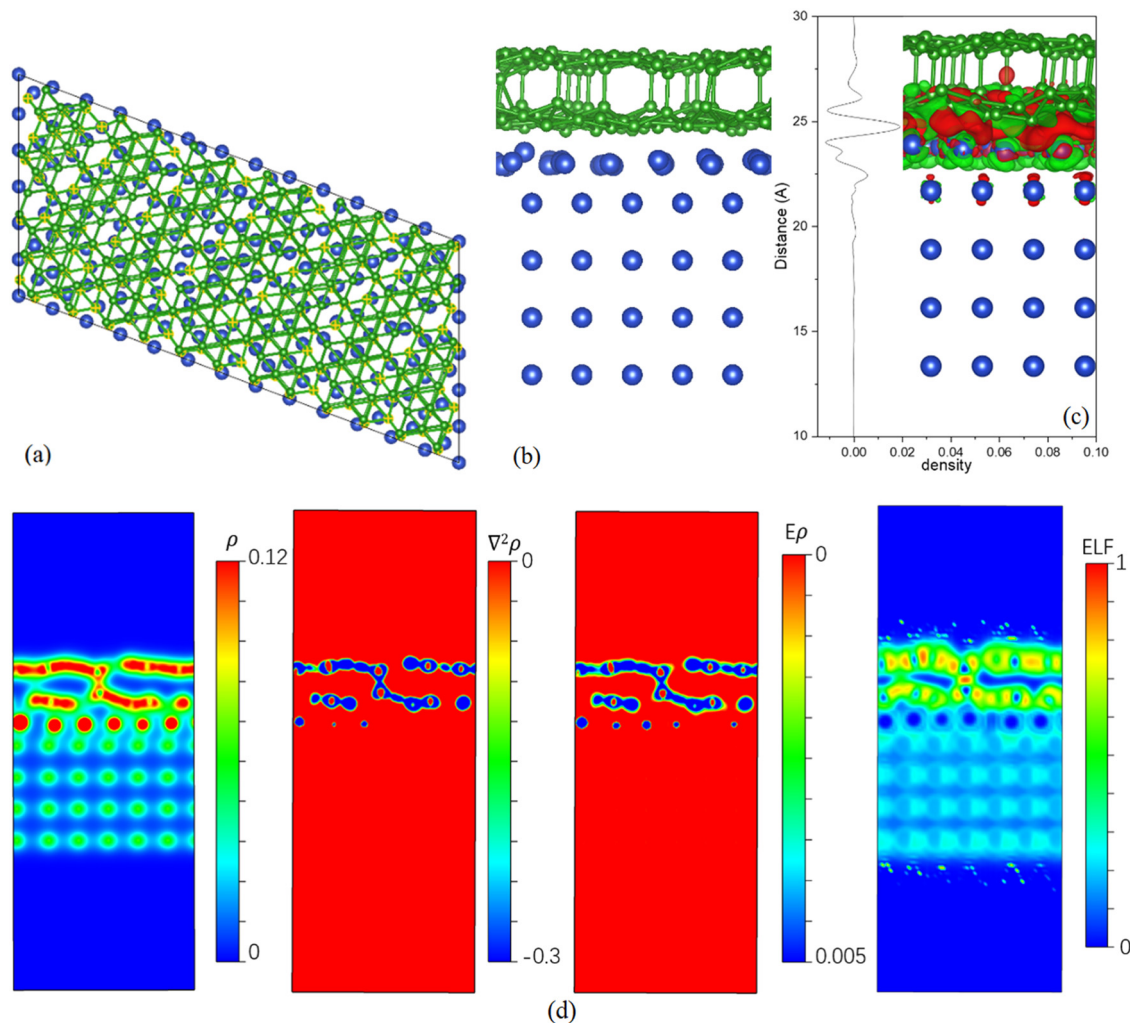 30
25
20
15
10
Distance (A)
0.00 0.02 0.04 0.06 0.08 0.10
density
(a)
(b)
(c)
ρ
0.12
0
∇²ρ
0
-0.3
Eρ
0
0.005
ELF
1
0
(d)